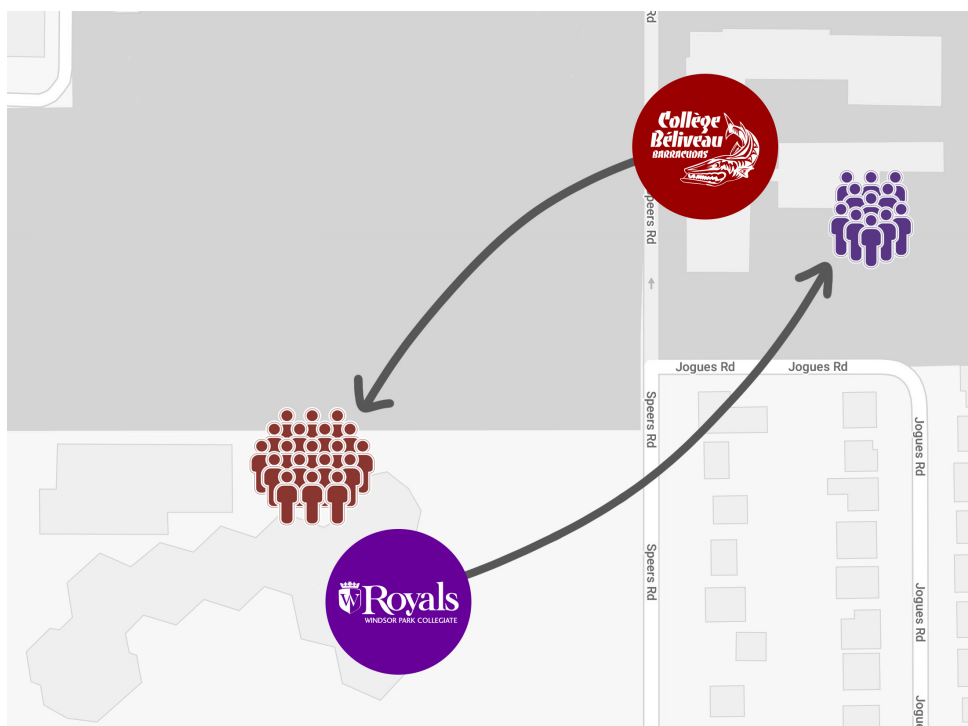 Rd
Collège
Béliveau
BARRACUDAS
Speers Rd
Jogues Rd
Jogues Rd
Speers Rd
Jogues Rd
Speers Rd
W Royals
WINDSOR PARK COLLEGIATE
Jogues Rd
Jogu